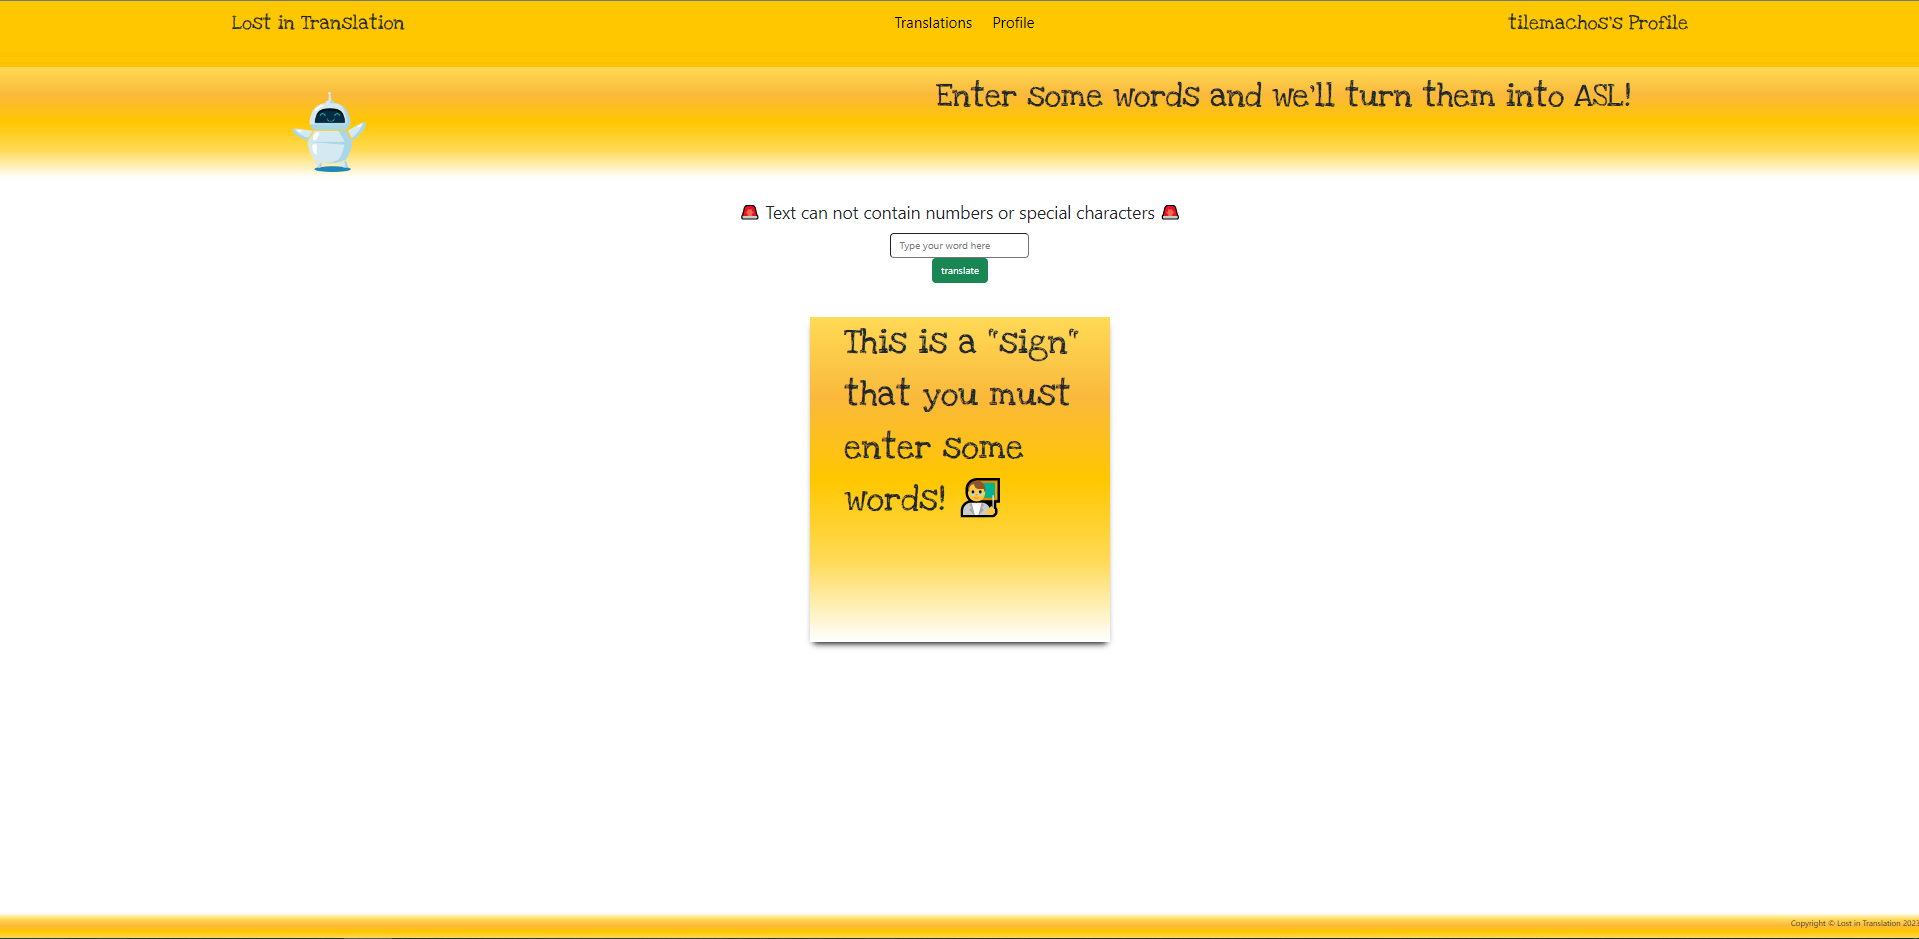 Lost in Translation
Translations Profile
tilemachos's Profile
Enter some words and we'll turn them into ASL!
🚨 Text can not contain numbers or special characters 🚨
Type your word here
translate
This is a "sign"
that you must
enter some
words! 👨‍🏫
Copyright © Lost in Translation 2023